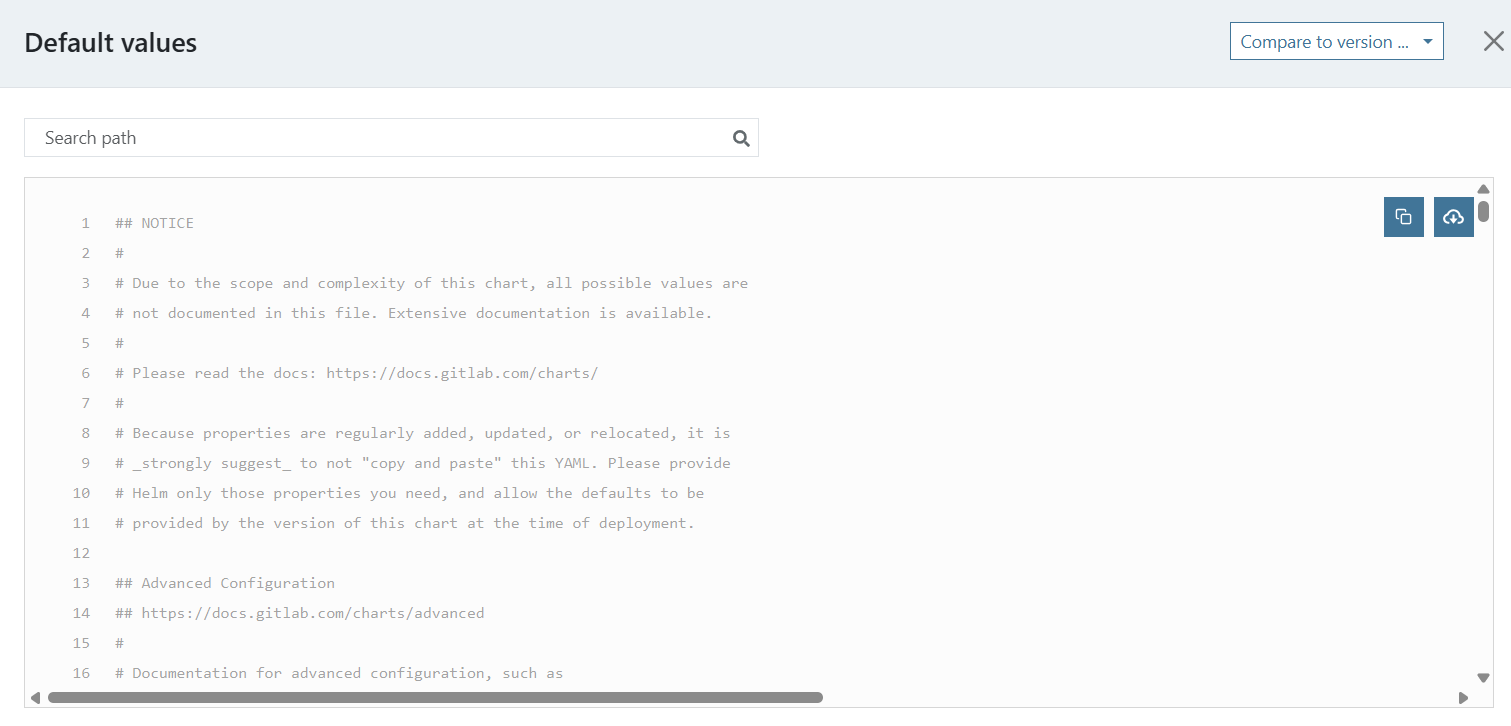 Default values
Compare to version ...
Search path
1 ## NOTICE
2 #
3 # Due to the scope and complexity of this chart, all possible values are
4 # not documented in this file. Extensive documentation is available.
5 #
6 # Please read the docs: https://docs.gitlab.com/charts/
7 #
8 # Because properties are regularly added, updated, or relocated, it is
9 # _strongly suggest_ to not "copy and paste" this YAML. Please provide
10 # Helm only those properties you need, and allow the defaults to be
11 # provided by the version of this chart at the time of deployment.
12
13 ## Advanced Configuration
14 ## https://docs.gitlab.com/charts/advanced
15 #
16 # Documentation for advanced configuration, such as